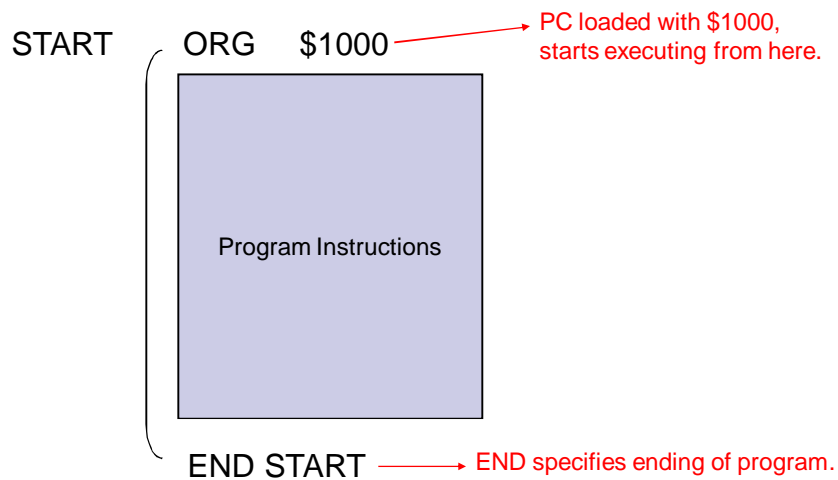 START ORG $1000
PC loaded with $1000,
starts executing from here.
Program Instructions
END START
END specifies ending of program.